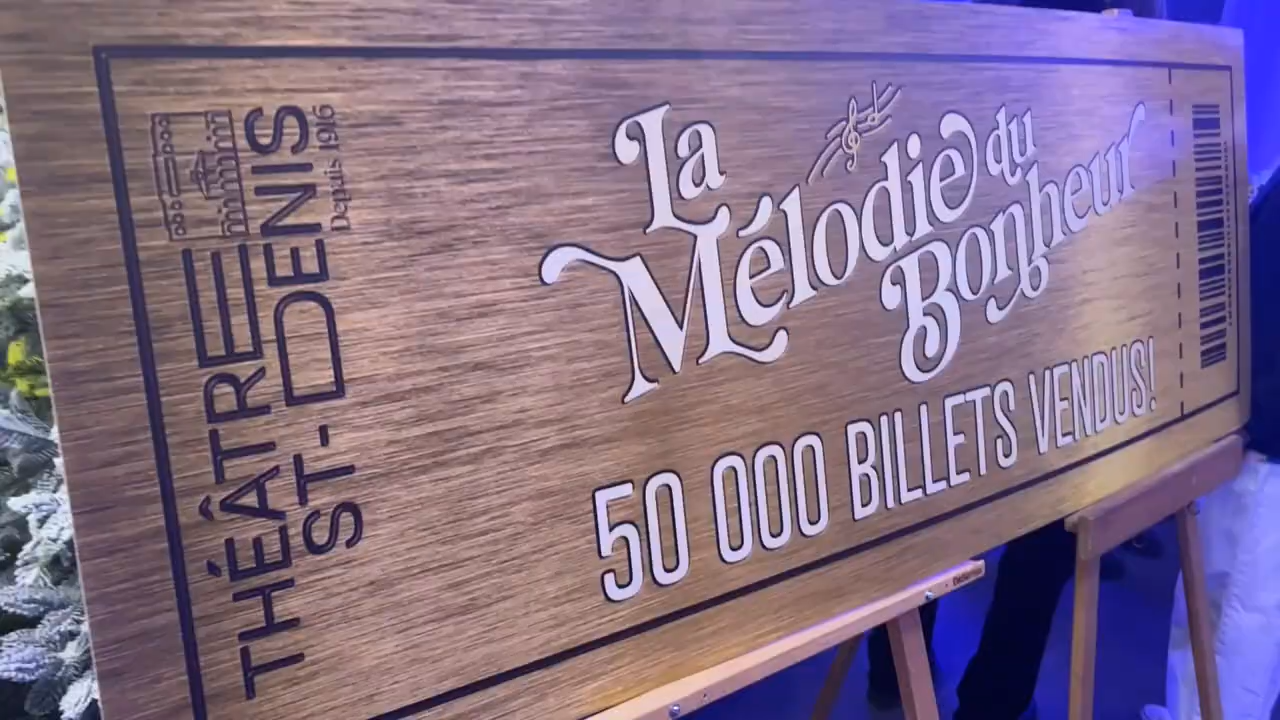 THÉÂTRE
ST-DENIS
Depuis 1916
La
Mélodie du
Bonheur
50 000 BILLETS VENDUS!